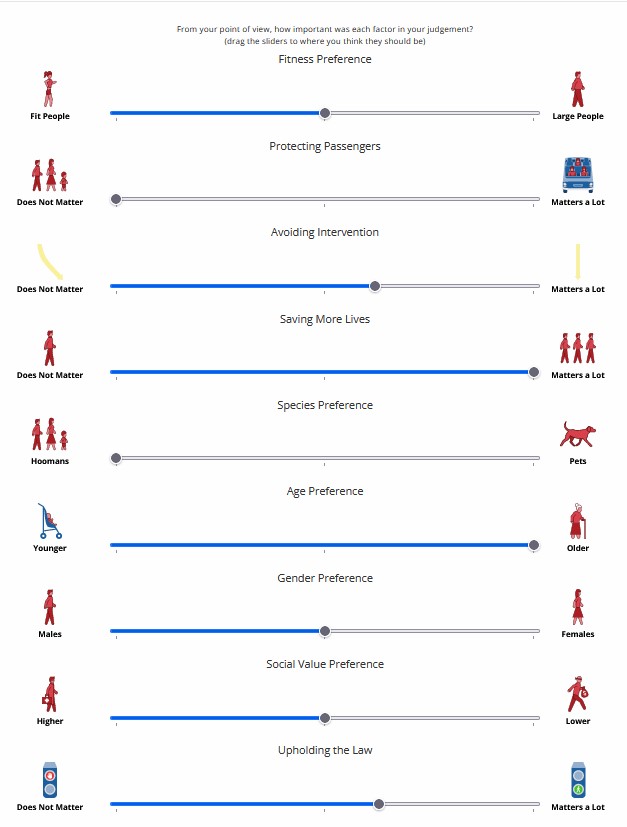 From your point of view, how important was each factor in your judgement?
(drag the sliders to where you think they should be)
Fitness Preference
Fit People
Large People
Protecting Passengers
Does Not Matter
Matters a Lot
Avoiding Intervention
Does Not Matter
Matters a Lot
Saving More Lives
Does Not Matter
Matters a Lot
Species Preference
Hoomans
Pets
Age Preference
Younger
Older
Gender Preference
Males
Females
Social Value Preference
Higher
Lower
Upholding the Law
Does Not Matter
Matters a Lot